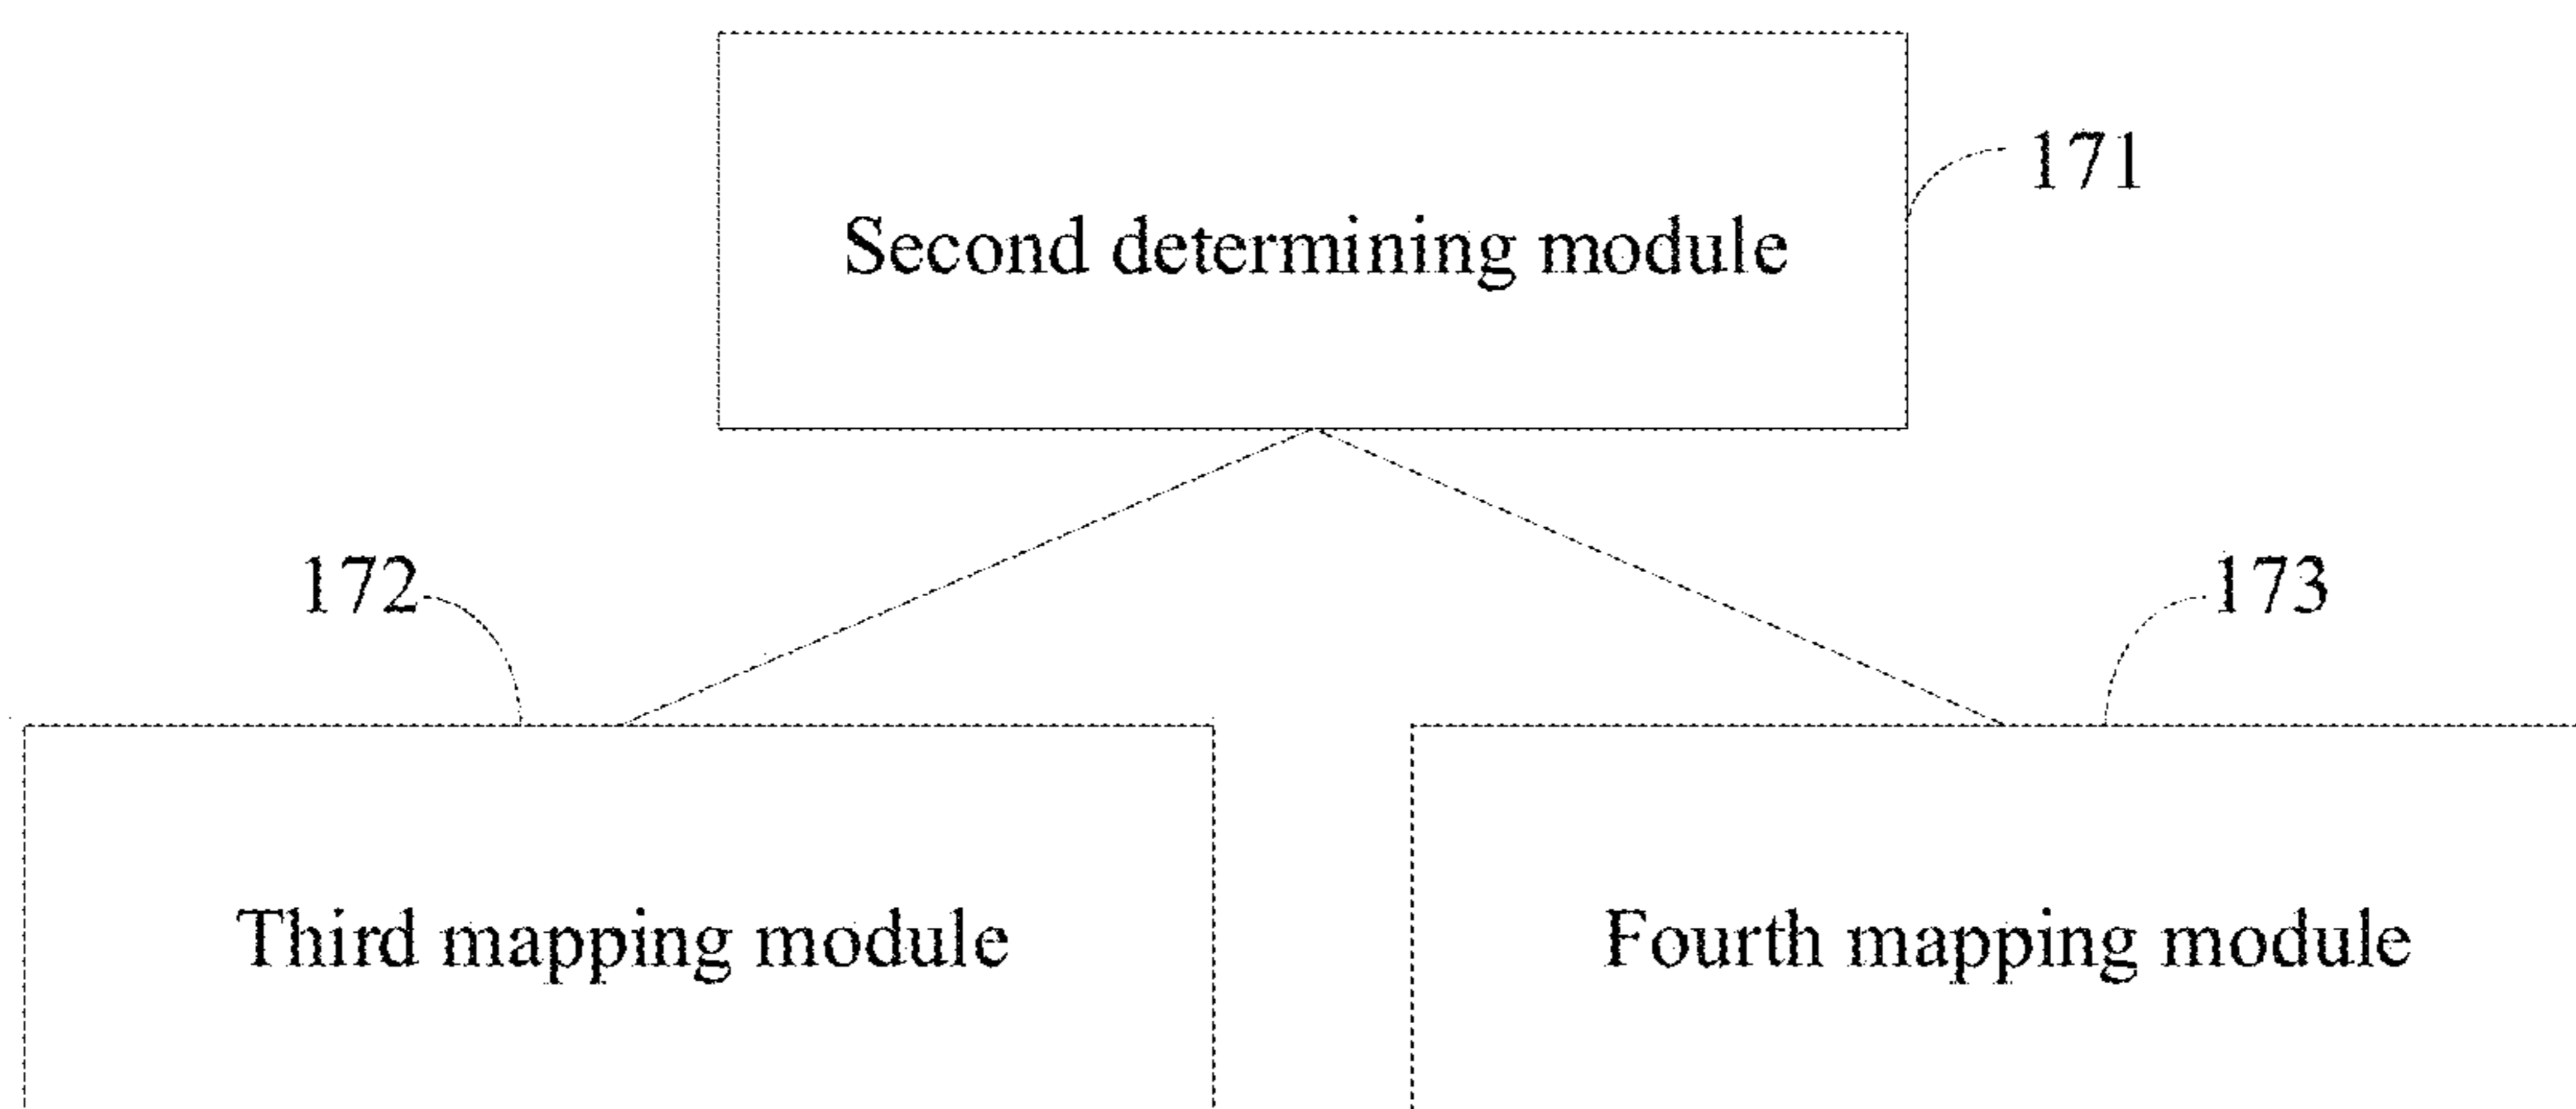 171
Second determining module
172
173
Third mapping module
Fourth mapping module